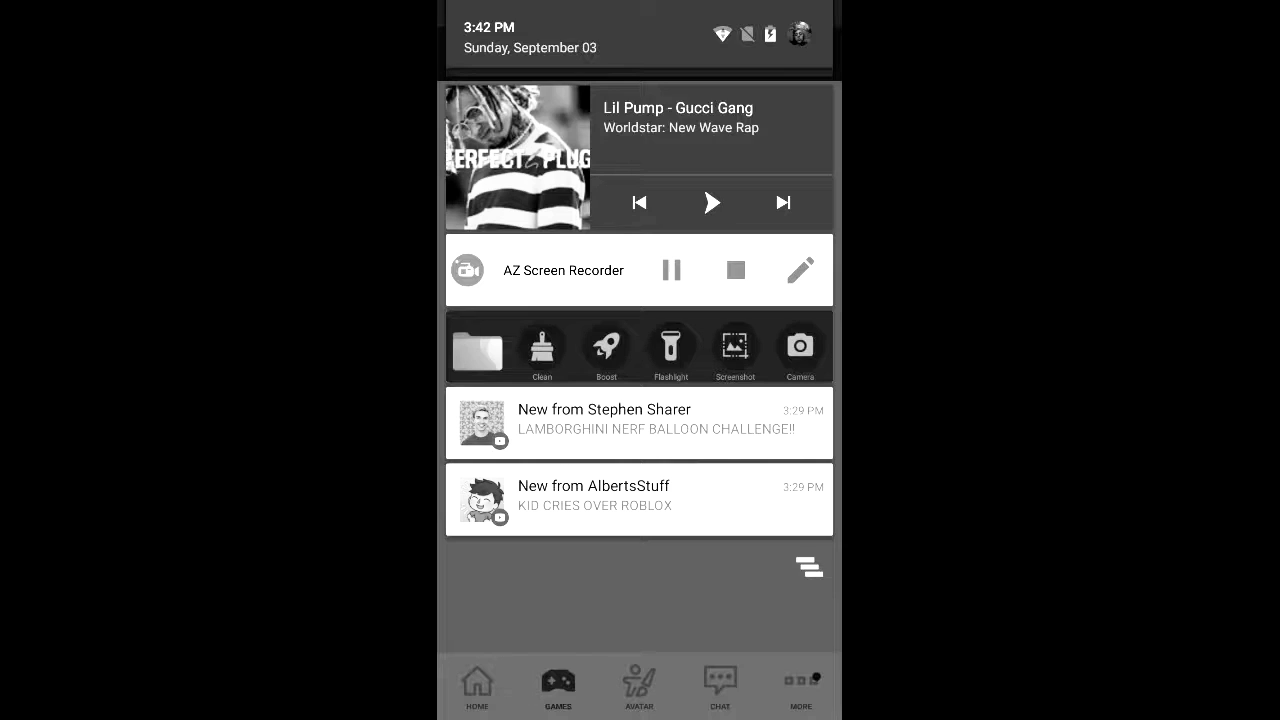 3:42 PM
Sunday, September 03
Lil Pump - Gucci Gang
Worldstar: New Wave Rap
PERFECT PLUG
AZ Screen Recorder
Clean
Boost
Flashlight
Screenshot
Camera
New from Stephen Sharer
3:29 PM
LAMBORGHINI NERF BALLOON CHALLENGE!!
New from AlbertsStuff
3:29 PM
KID CRIES OVER ROBLOX
HOME
GAMES
AVATAR
CHAT
MORE